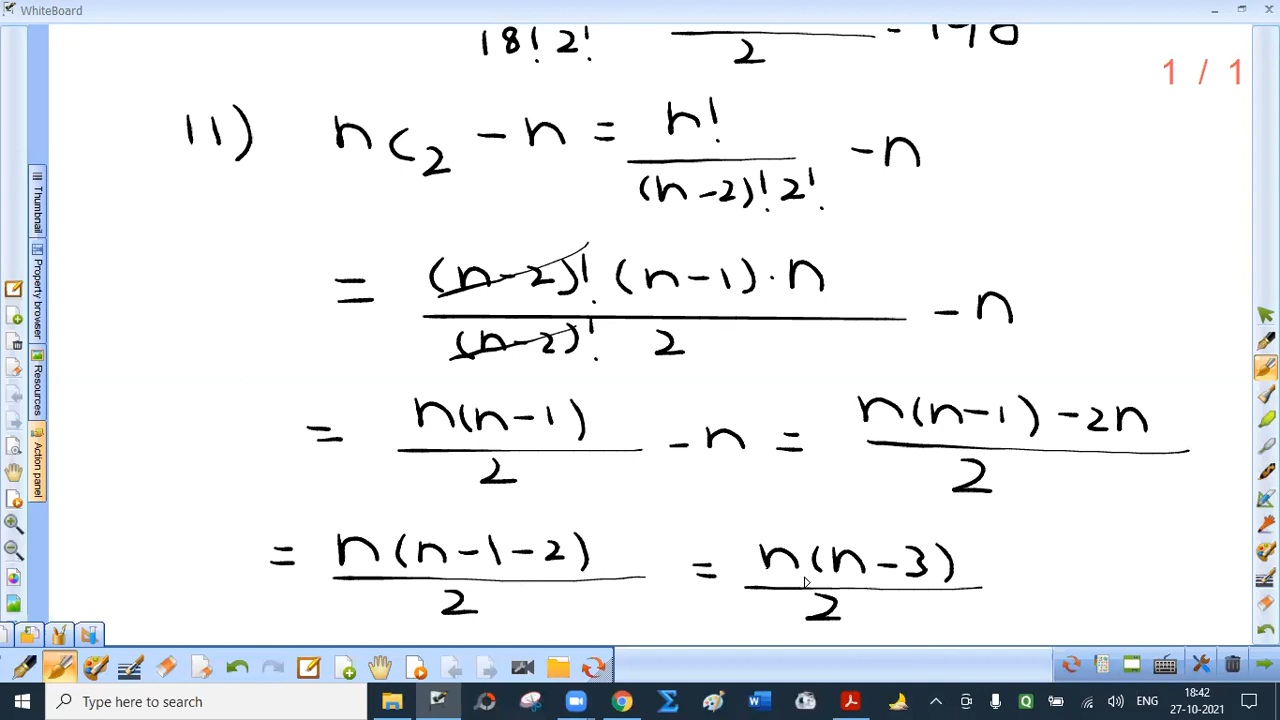 WhiteBoard
18! 2! 2 - 190
1 / 1
11) nC2 - n = n! / (n-2)! 2! - n
= (n-2)! (n-1) · n / (n-2)! 2 - n
= n(n-1) / 2 - n = n(n-1) - 2n / 2
= n(n-1-2) / 2 = n(n-3) / 2
Thumbnail
Property browser
Resources
Action panel
Type here to search
ENG
18:42
27-10-2021